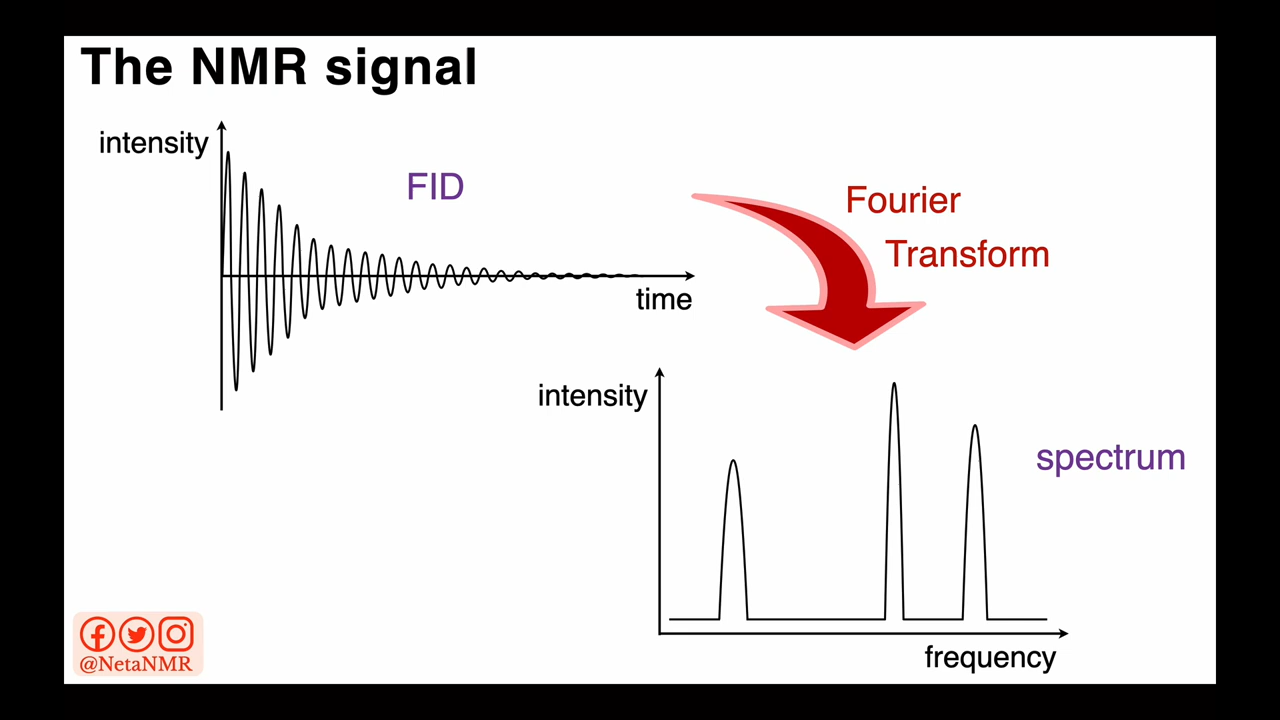 The NMR signal
intensity
FID
Fourier
Transform
time
intensity
spectrum
frequency
@NetaNMR